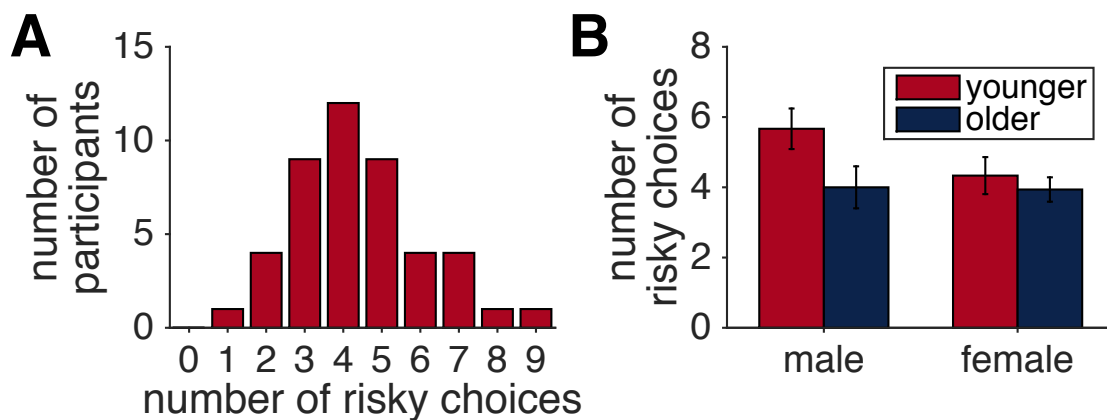 A
number of
participants
15
10
5
0
0 1 2 3 4 5 6 7 8 9
number of risky choices
B
number of
risky choices
8
6
4
2
0
younger
older
male female